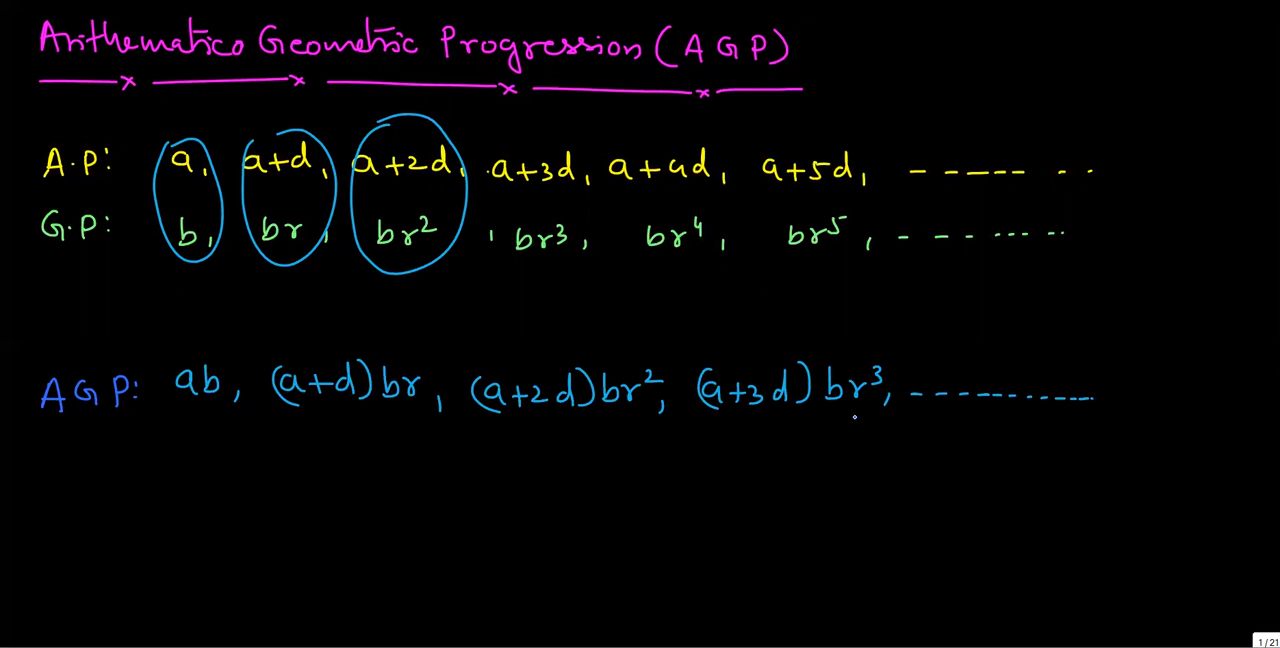 Arithematico Geometric Progression (AGP)
A.P: a, a+d, a+2d, a+3d, a+4d, a+5d, - - - - - - - -
G.P: b, br, br², br³, br⁴, br⁵, - - - - - - - -
AGP: ab, (a+d)br, (a+2d)br², (a+3d)br³, - - - - - - - - - - -
1/21